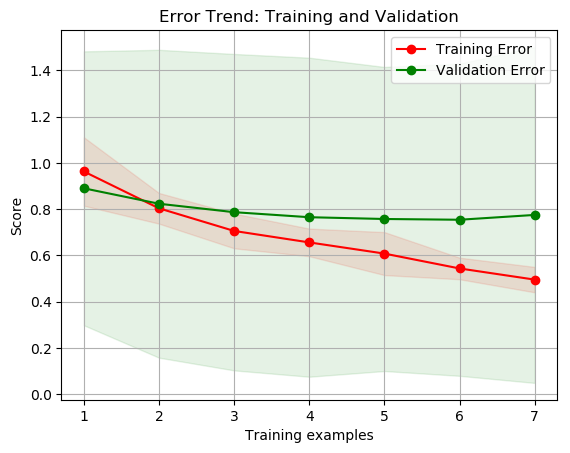 Error Trend: Training and Validation
Training Error
Validation Error
Score
1.4
1.2
1.0
0.8
0.6
0.4
0.2
0.0
1 2 3 4 5 6 7
Training examples